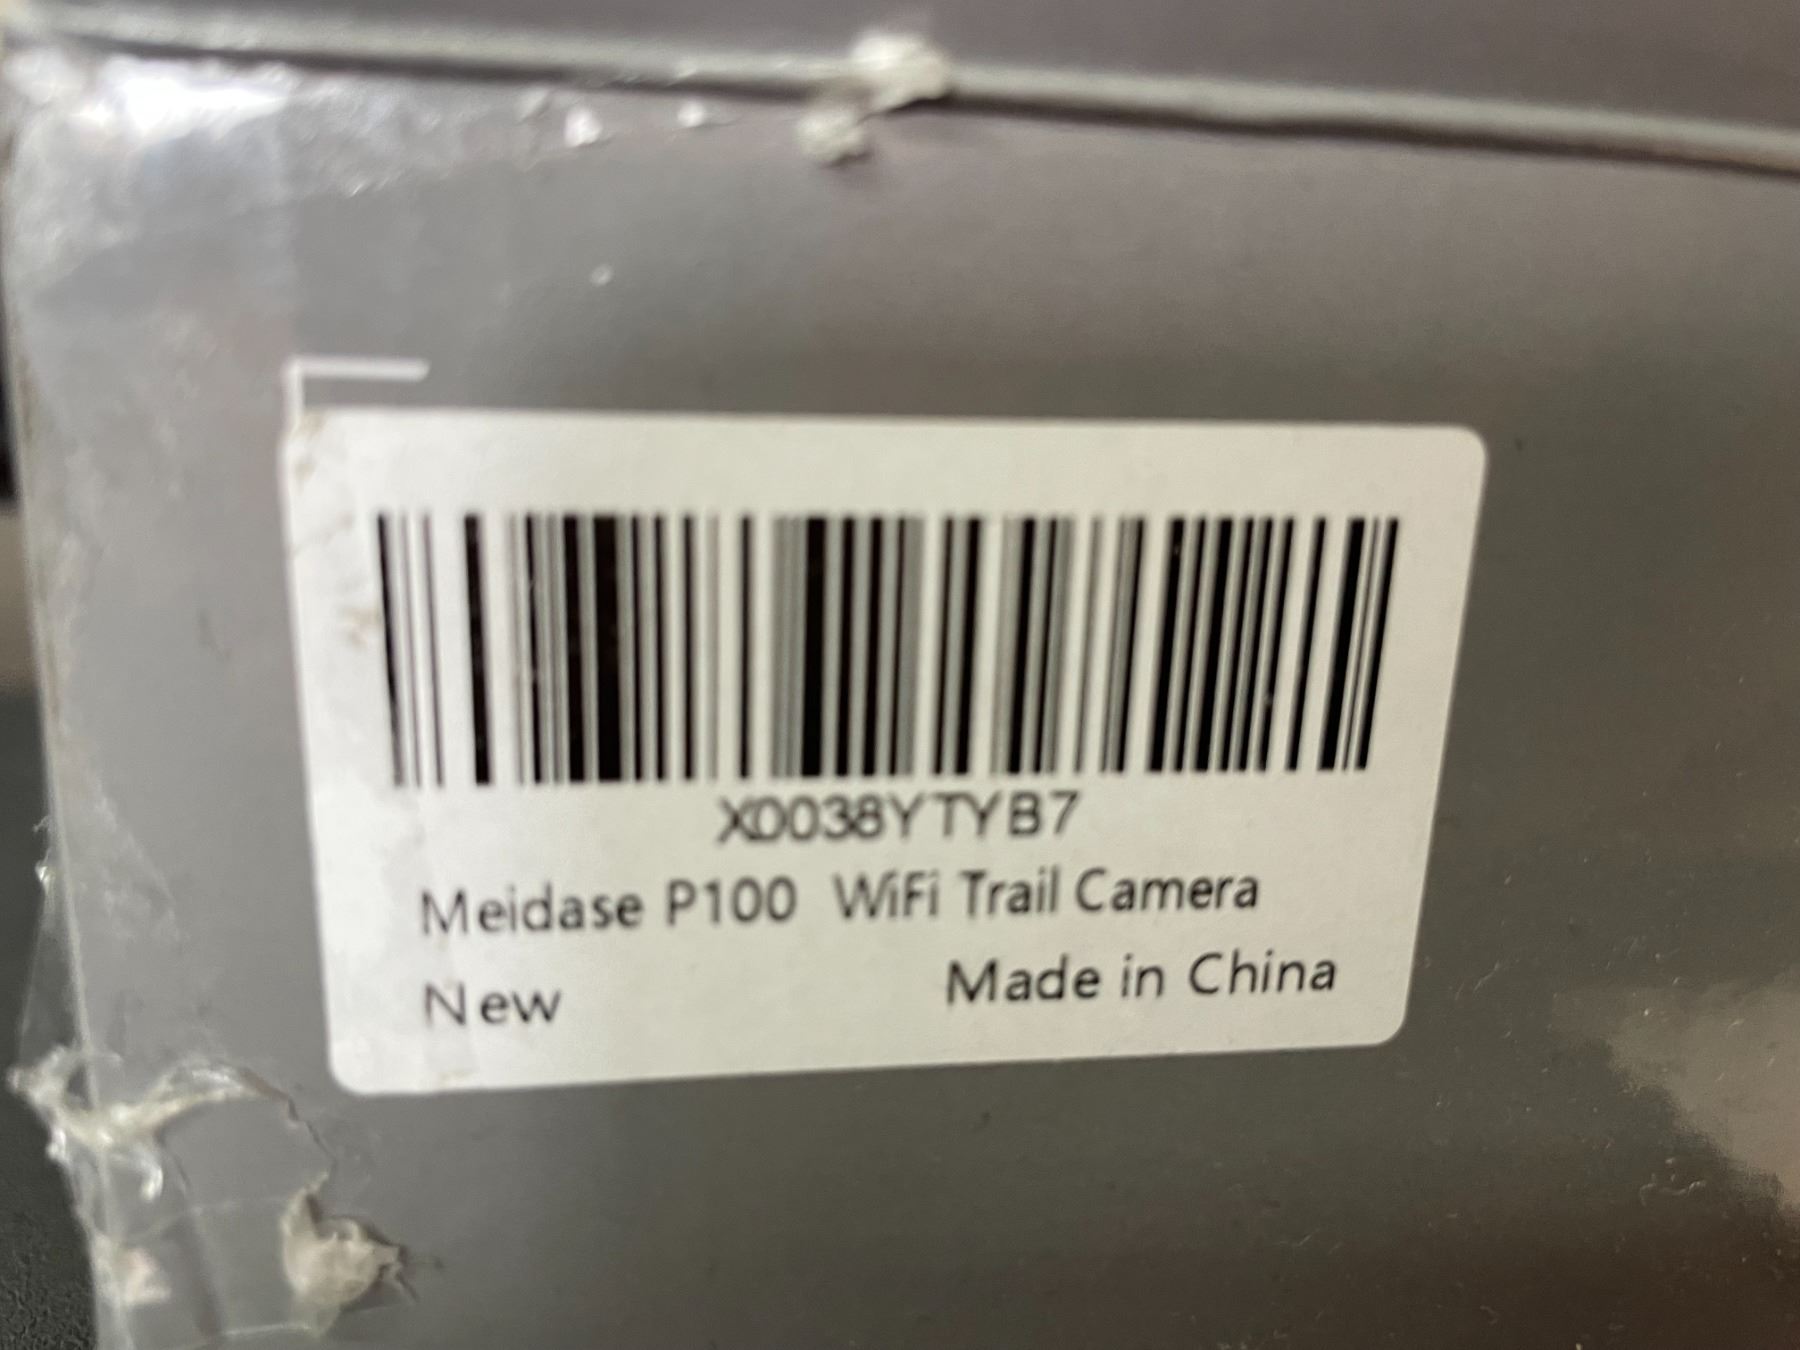 X0038YTYB7
Meidase P100 WiFi Trail Camera
New
Made in China